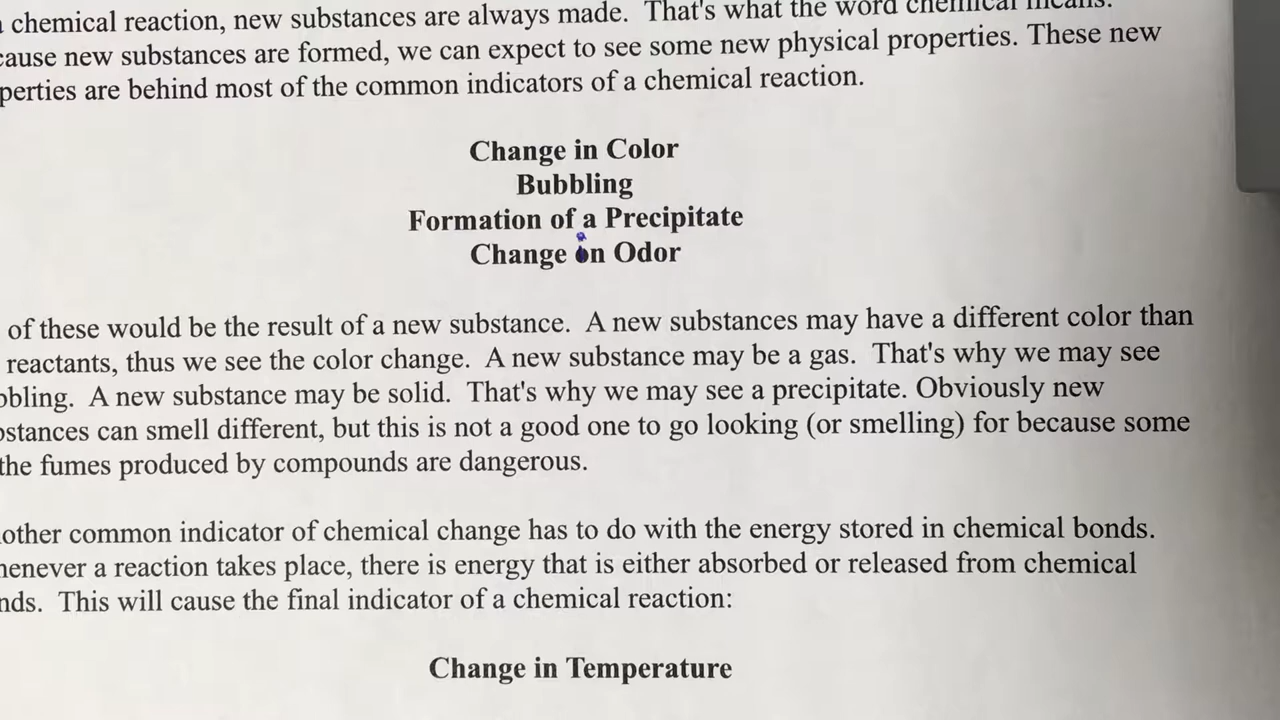 chemical reaction, new substances are always made. That's what the word chemical means.
cause new substances are formed, we can expect to see some new physical properties. These new
perties are behind most of the common indicators of a chemical reaction.
Change in Color
Bubbling
Formation of a Precipitate
Change in Odor
of these would be the result of a new substance. A new substances may have a different color than
reactants, thus we see the color change. A new substance may be a gas. That's why we may see
bbling. A new substance may be solid. That's why we may see a precipitate. Obviously new
bstances can smell different, but this is not a good one to go looking (or smelling) for because some
the fumes produced by compounds are dangerous.
other common indicator of chemical change has to do with the energy stored in chemical bonds.
henever a reaction takes place, there is energy that is either absorbed or released from chemical
nds. This will cause the final indicator of a chemical reaction:
Change in Temperature